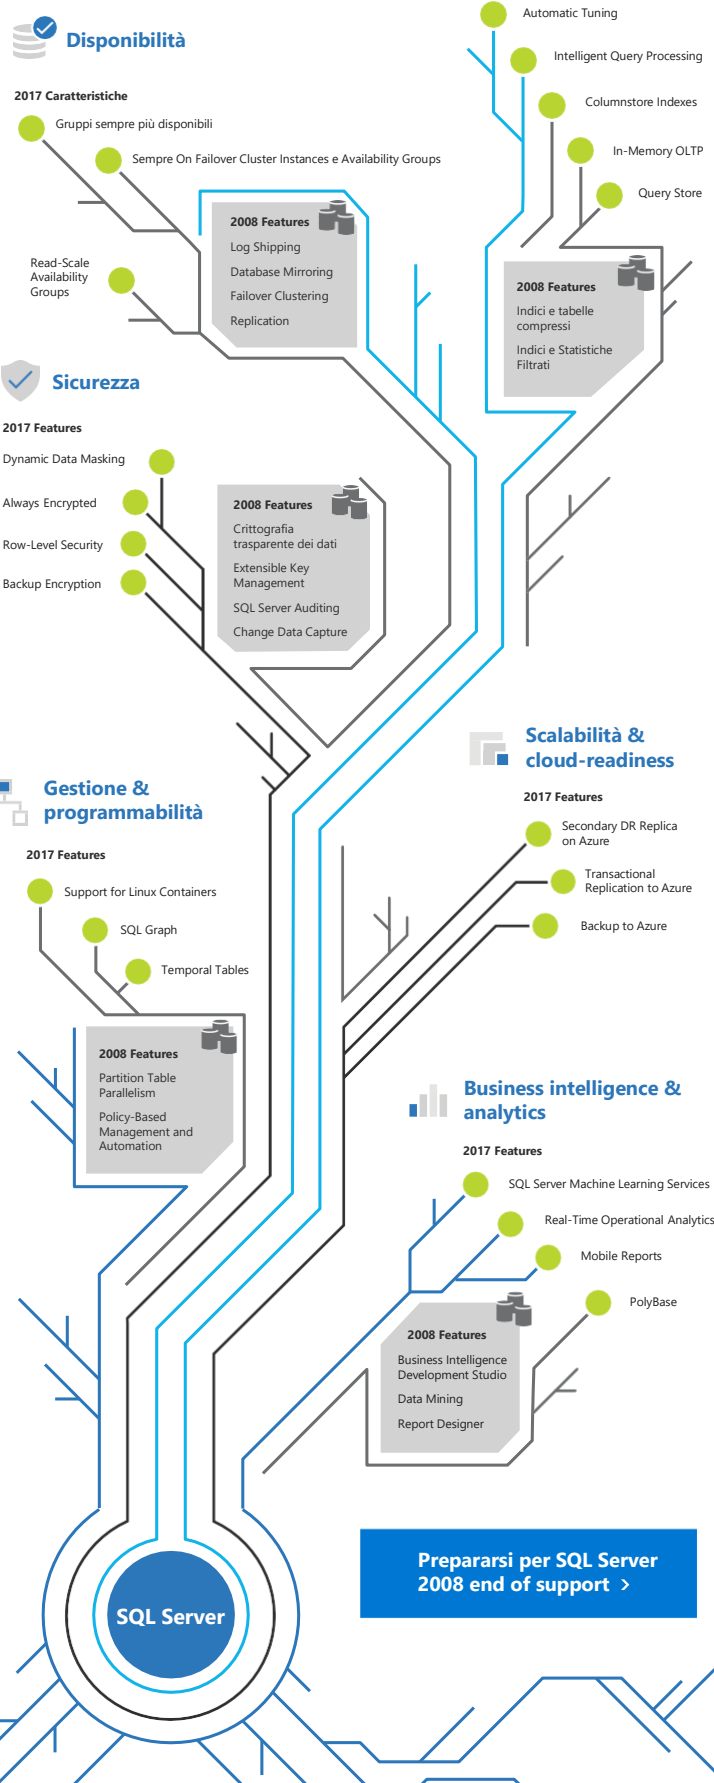 Automatic Tuning
Intelligent Query Processing
Columnstore Indexes
In-Memory OLTP
Query Store
2008 Features
Indici e tabelle
compressi
Indici e Statistiche
Filtrati
Disponibilità
2017 Caratteristiche
Gruppi sempre più disponibili
Sempre On Failover Cluster Instances e Availability Groups
Read-Scale
Availability
Groups
2008 Features
Log Shipping
Database Mirroring
Failover Clustering
Replication
Sicurezza
2017 Features
Dynamic Data Masking
Always Encrypted
Row-Level Security
Backup Encryption
2008 Features
Crittografia
trasparente dei dati
Extensible Key
Management
SQL Server Auditing
Change Data Capture
Scalabilità &
cloud-readiness
2017 Features
Secondary DR Replica
on Azure
Transactional
Replication to Azure
Backup to Azure
Gestione &
programmabilità
2017 Features
Support for Linux Containers
SQL Graph
Temporal Tables
2008 Features
Partition Table
Parallelism
Policy-Based
Management and
Automation
Business intelligence &
analytics
2017 Features
SQL Server Machine Learning Services
Real-Time Operational Analytics
Mobile Reports
PolyBase
2008 Features
Business Intelligence
Development Studio
Data Mining
Report Designer
Prepararsi per SQL Server
2008 end of support >
SQL Server